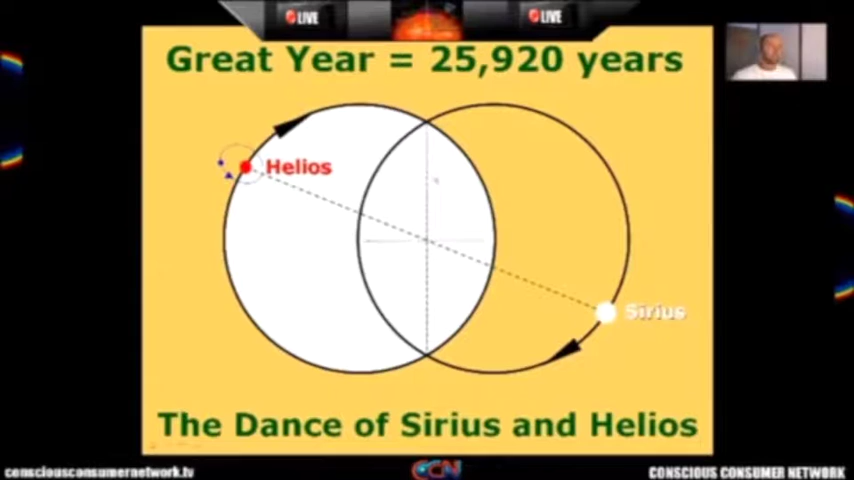 LIVE
LIVE
Great Year = 25,920 years
Helios
Sirius
The Dance of Sirius and Helios
consciousconsumernetwork.tv
CCN
CONSCIOUS CONSUMER NETWORK